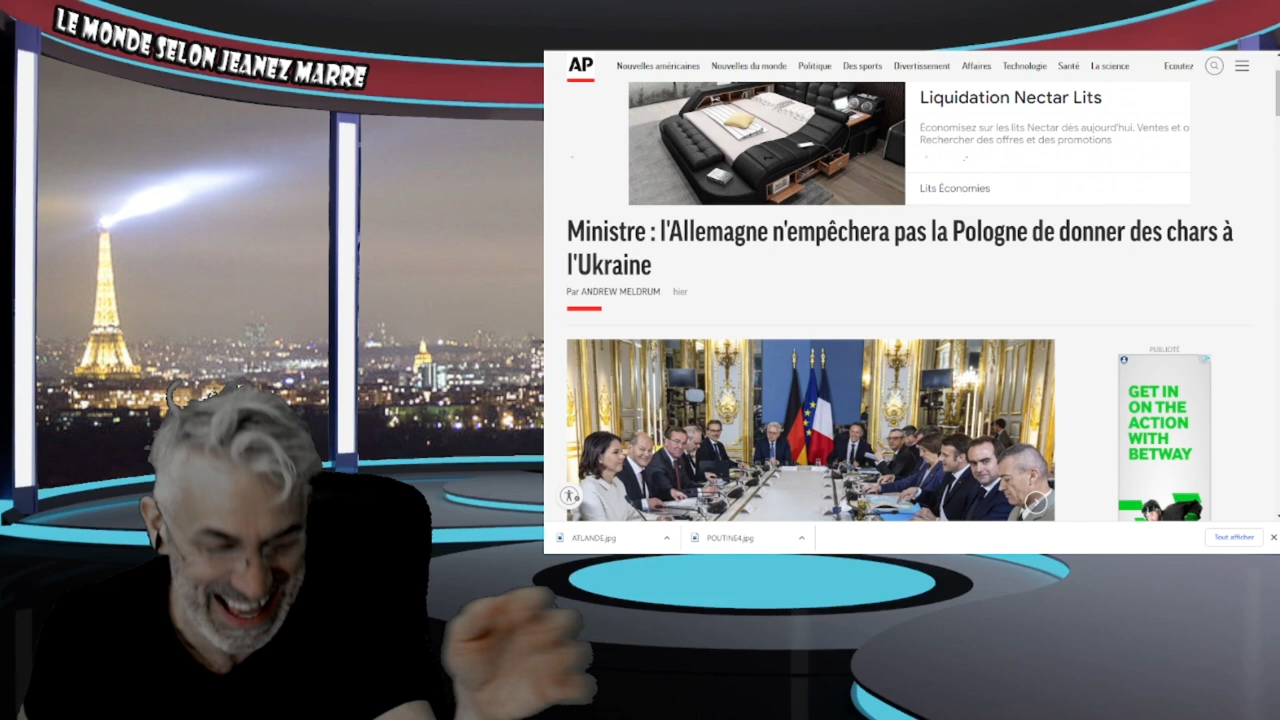 LE MONDE SELON JEANEZ MARRE
AP
Nouvelles américaines Nouvelles du monde Politique Des sports Divertissement Affaires Technologie Santé La science Ecoutez
Liquidation Nectar Lits
Économisez sur les lits Nectar dès aujourd'hui. Ventes et o
Rechercher des offres et des promotions
Lits Économies
Ministre : l'Allemagne n'empêchera pas la Pologne de donner des chars à
l'Ukraine
Par ANDREW MELDRUM hier
PUBLICITÉ
GET IN
ON THE
ACTION
WITH
BETWAY
ATLANDE.jpg
POUTINE4.jpg
Tout afficher